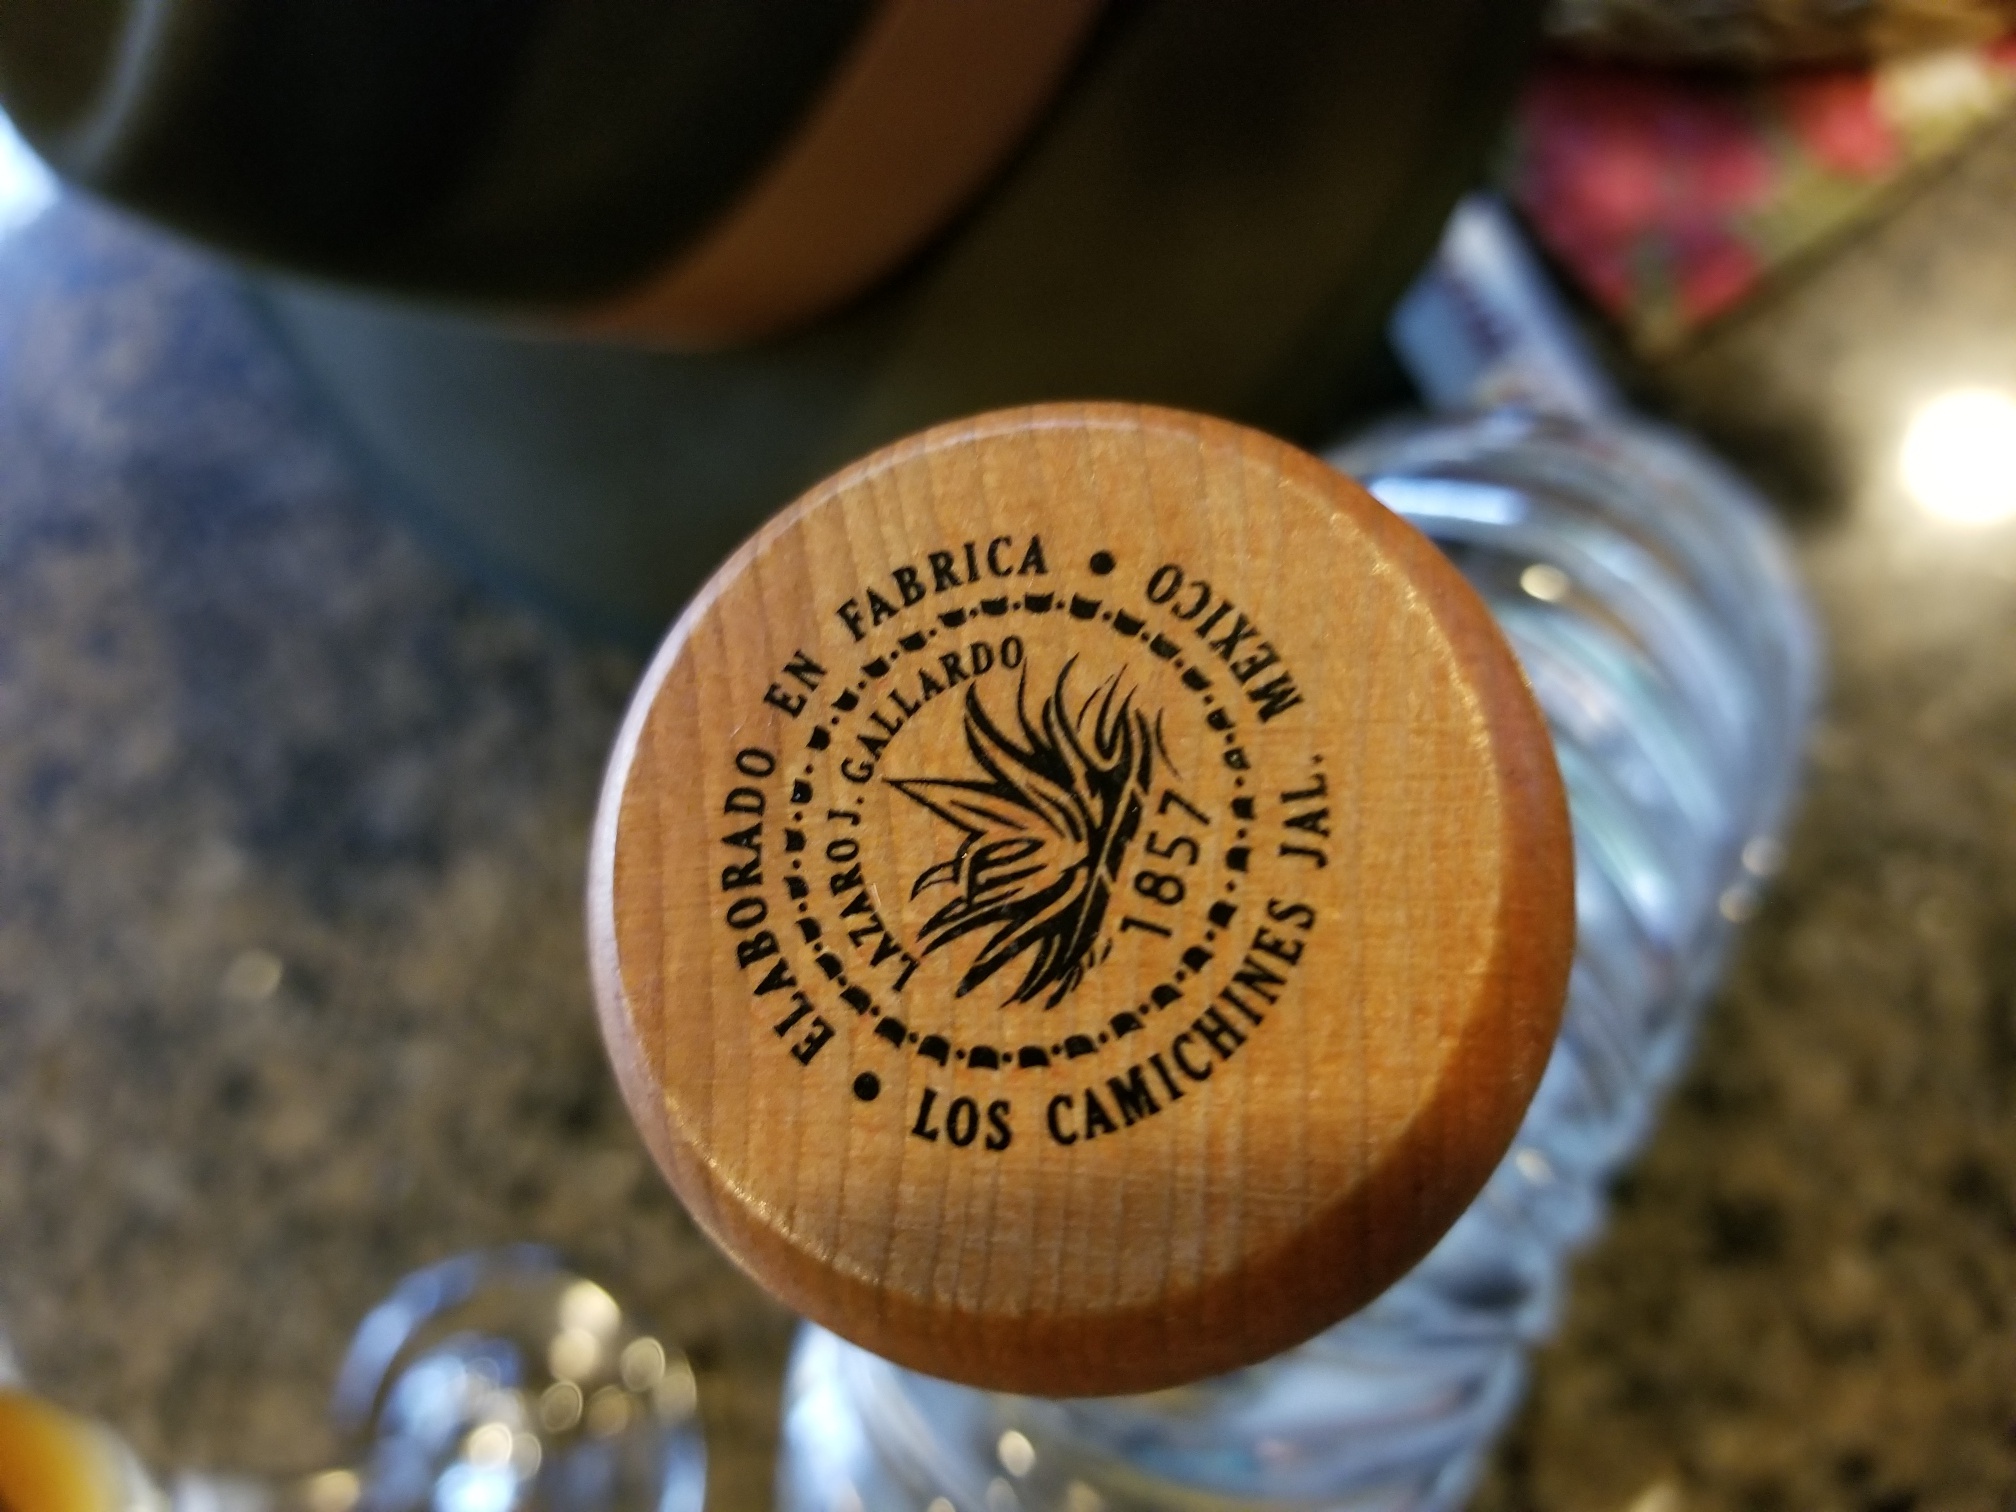 ELABORADO EN FABRICA
LOS CAMICHINES JAL. MEXICO
LAZARO J. GALLARDO
1857